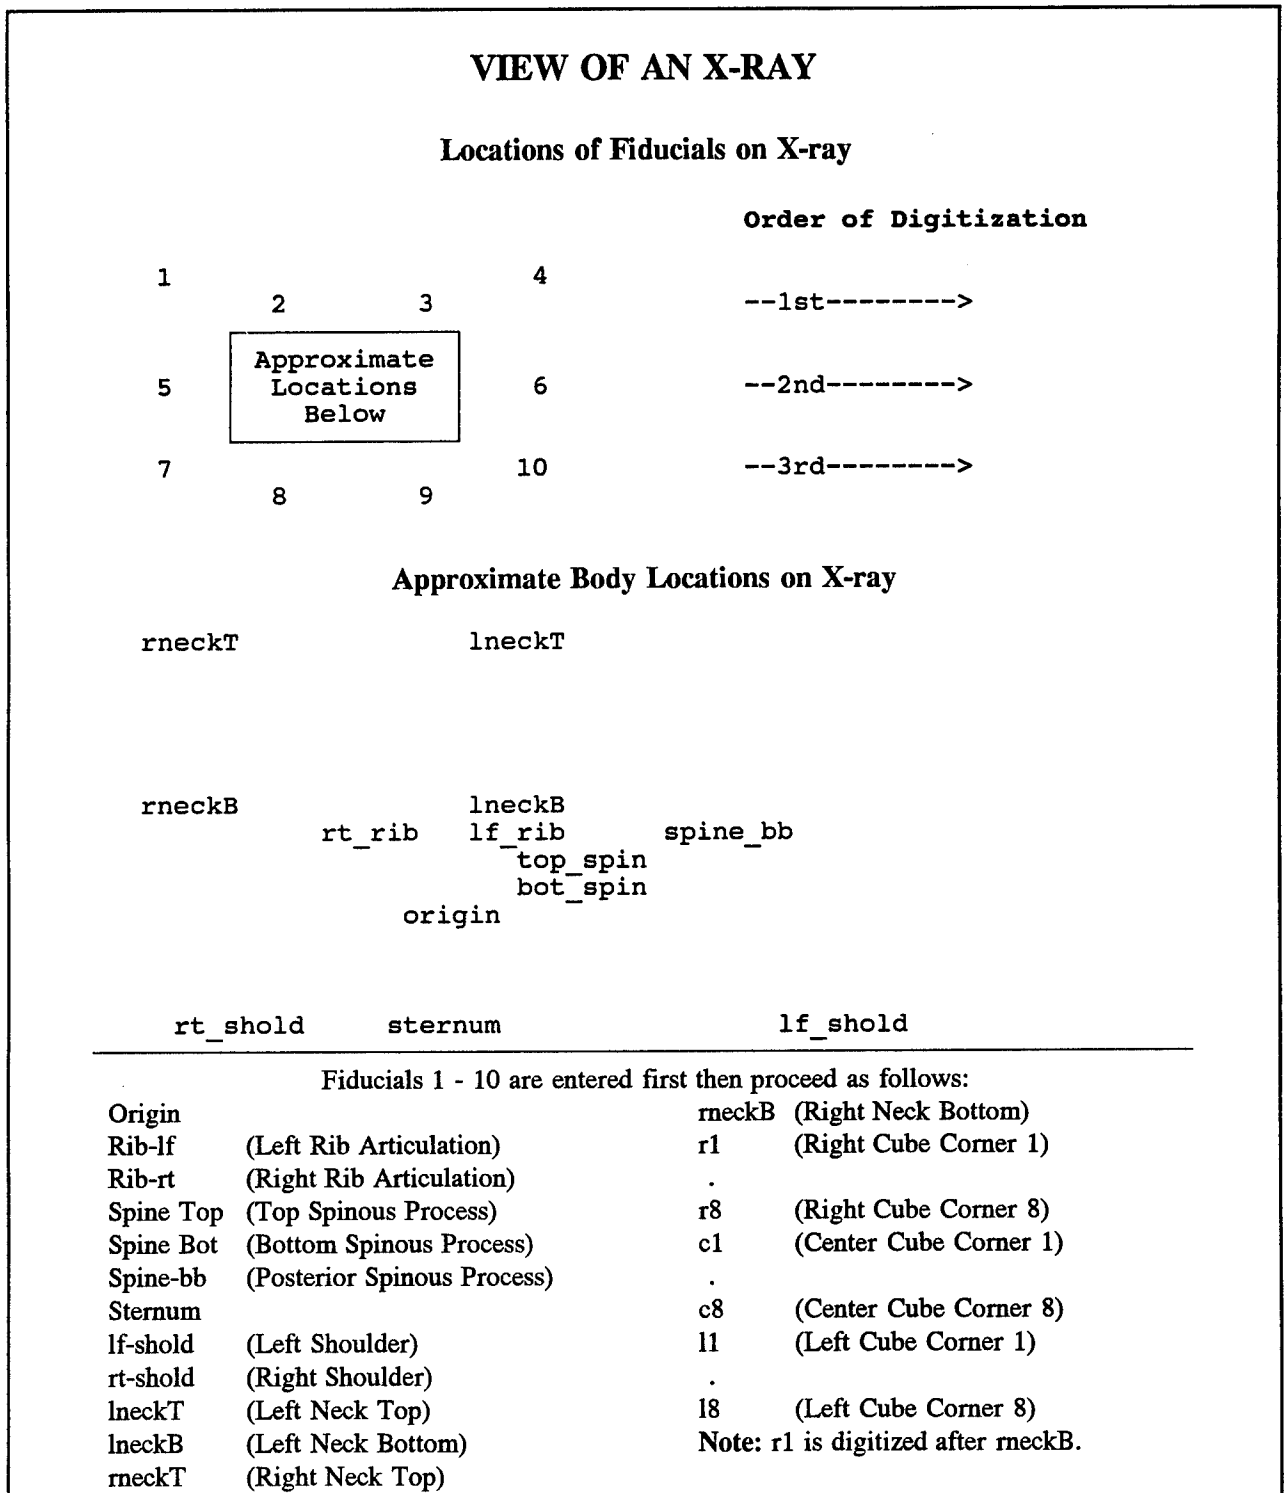 VIEW OF AN X-RAY
Locations of Fiducials on X-ray
Order of Digitization
1 4
2 3 --1st-------->
Approximate
5 Locations 6 --2nd-------->
Below
7 10 --3rd-------->
8 9
Approximate Body Locations on X-ray
rneckT lneckT
rneckB lneckB
rt_rib lf_rib spine_bb
top_spin
bot_spin
origin
rt_shold sternum lf_shold
Fiducials 1 - 10 are entered first then proceed as follows:
Origin
Rib-lf (Left Rib Articulation)
Rib-rt (Right Rib Articulation)
Spine Top (Top Spinous Process)
Spine Bot (Bottom Spinous Process)
Spine-bb (Posterior Spinous Process)
Sternum
lf-shold (Left Shoulder)
rt-shold (Right Shoulder)
lneckT (Left Neck Top)
lneckB (Left Neck Bottom)
rneckT (Right Neck Top)
rneckB (Right Neck Bottom)
r1 (Right Cube Corner 1)
.
r8 (Right Cube Corner 8)
c1 (Center Cube Corner 1)
.
c8 (Center Cube Corner 8)
l1 (Left Cube Corner 1)
.
l8 (Left Cube Corner 8)
Note: r1 is digitized after rneckB.